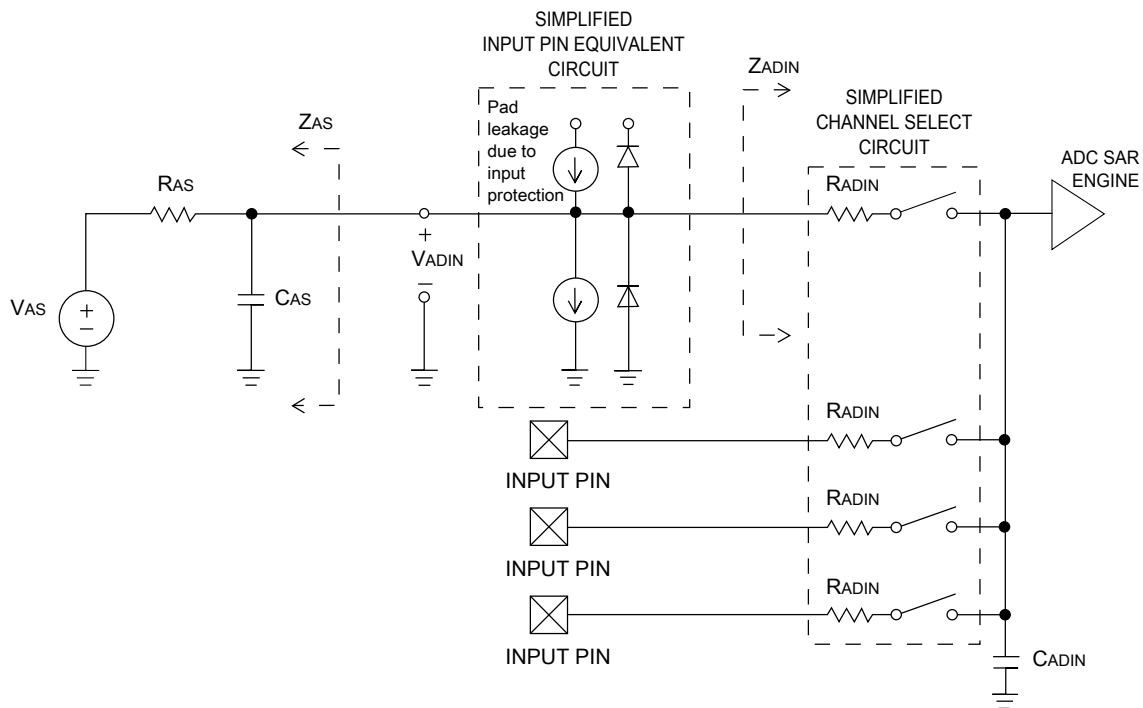 SIMPLIFIED
INPUT PIN EQUIVALENT
CIRCUIT
ZADIN
SIMPLIFIED
CHANNEL SELECT
CIRCUIT
Pad
leakage
due to
input
protection
ZAS
ADC SAR
ENGINE
RAS
RADIN
+
VADIN
–
CAS
VAS
+
–
RADIN
INPUT PIN
RADIN
INPUT PIN
RADIN
INPUT PIN
CADIN